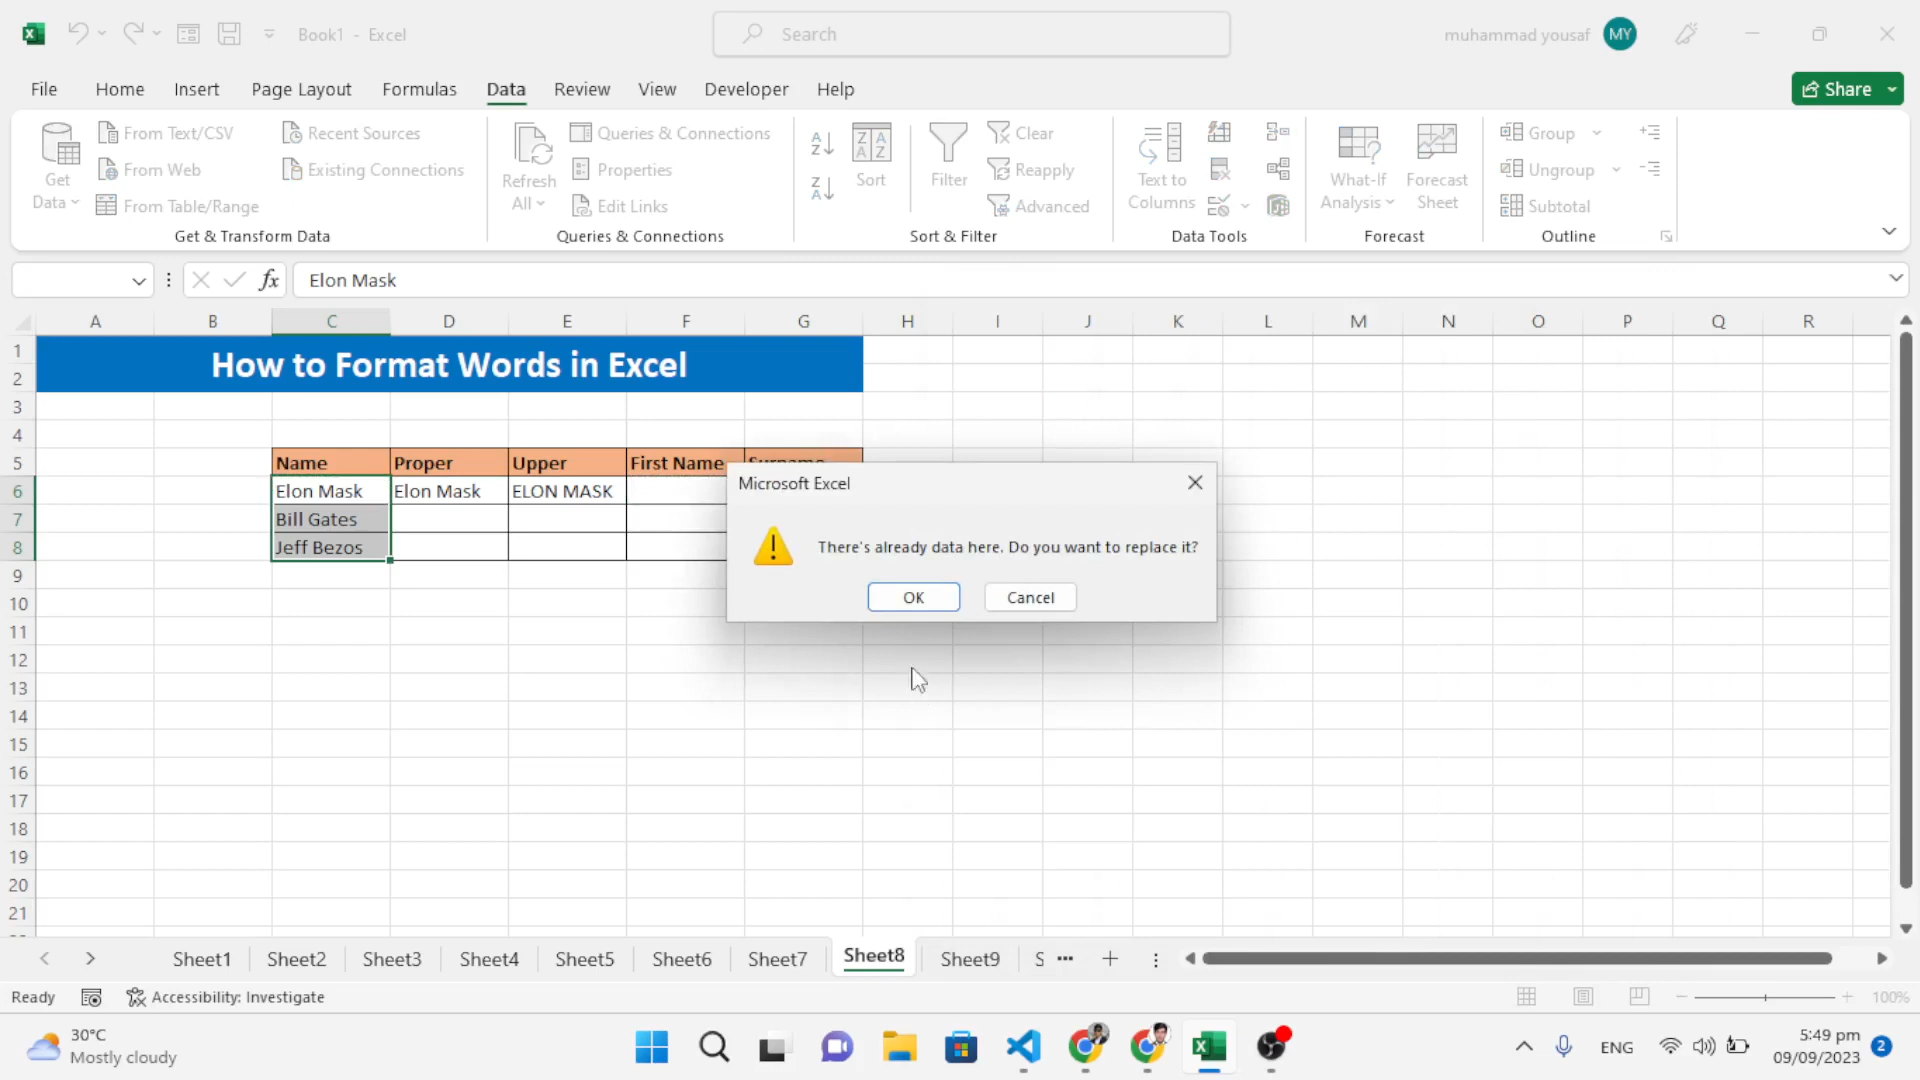 Book1 - Excel
Search
muhammad yousaf
MY
File Home Insert Page Layout Formulas Data Review View Developer Help
Share
Get Data
From Text/CSV
From Web
From Table/Range
Recent Sources
Existing Connections
Get & Transform Data
Refresh All
Queries & Connections
Properties
Edit Links
Queries & Connections
Sort
Filter
Clear
Reapply
Advanced
Sort & Filter
Text to Columns
Data Tools
What-If Analysis
Forecast Sheet
Forecast
Group
Ungroup
Subtotal
Outline
fx Elon Mask
A B C D E F G H I J K L M N O P Q R
1
2
How to Format Words in Excel
3
4
5 Name Proper Upper First Name Surname
6 Elon Mask Elon Mask ELON MASK
7 Bill Gates
8 Jeff Bezos
9
10
11
12
13
14
15
16
17
18
19
20
21
Microsoft Excel
There's already data here. Do you want to replace it?
OK Cancel
Sheet1 Sheet2 Sheet3 Sheet4 Sheet5 Sheet6 Sheet7 Sheet8 Sheet9 S ...
Ready Accessibility: Investigate
100%
30°C
Mostly cloudy
ENG
5:49 pm
09/09/2023
2